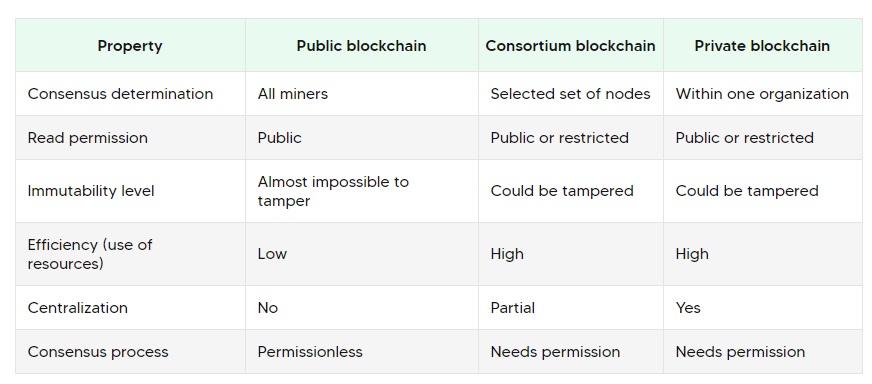 Property Public blockchain Consortium blockchain Private blockchain
Consensus determination All miners Selected set of nodes Within one organization
Read permission Public Public or restricted Public or restricted
Immutability level Almost impossible to tamper Could be tampered Could be tampered
Efficiency (use of resources) Low High High
Centralization No Partial Yes
Consensus process Permissionless Needs permission Needs permission